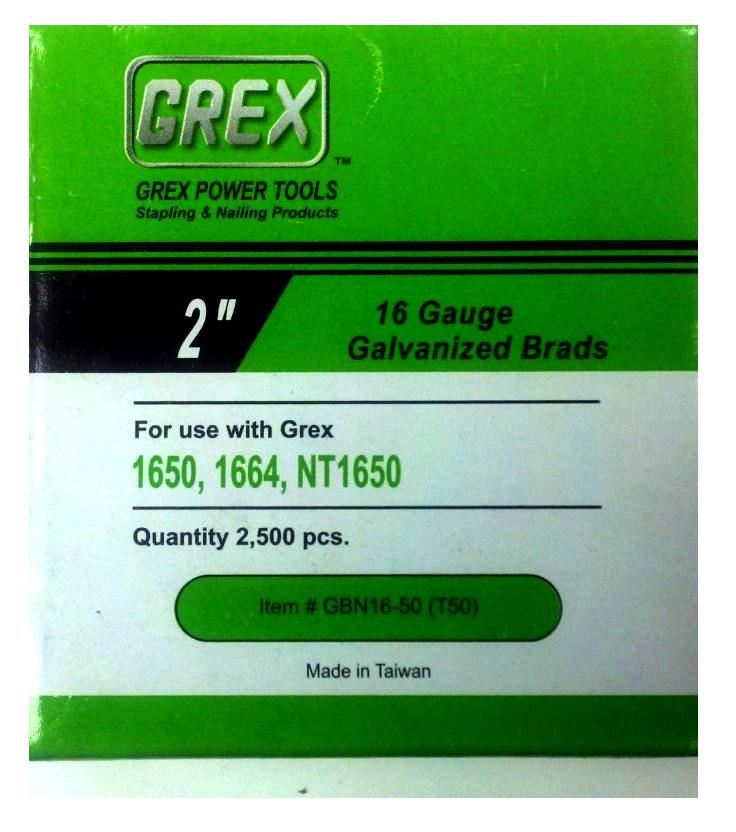 GREX
TM
GREX POWER TOOLS
Stapling & Nailing Products
2"
16 Gauge
Galvanized Brads
For use with Grex
1650, 1664, NT1650
Quantity 2,500 pcs.
Item # GBN16-50 (T50)
Made in Taiwan